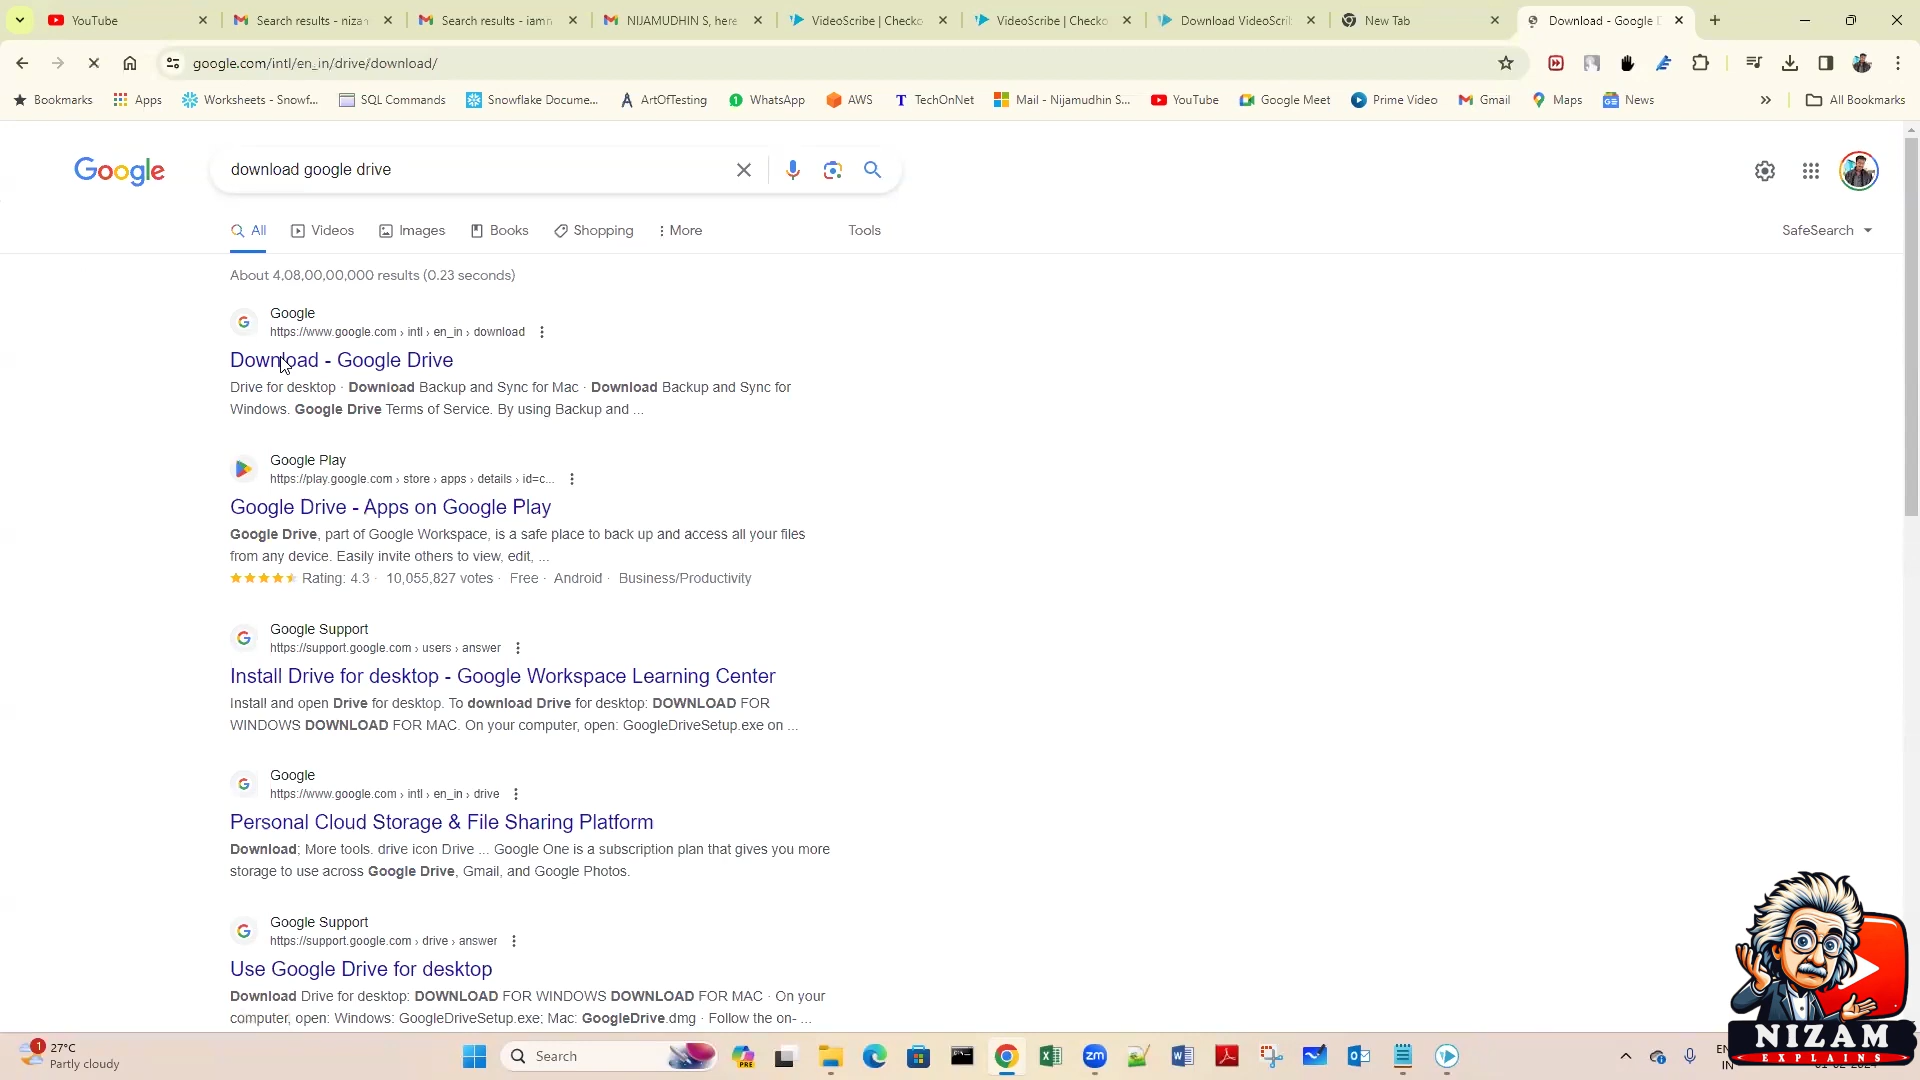 YouTube
Search results - nizan
Search results - iamn
NIJAMUDHIN S, here
VideoScribe | Checko
VideoScribe | Checko
Download VideoScrib
New Tab
Download - Google D
google.com/intl/en_in/drive/download/
Bookmarks
Apps
Worksheets - Snowf...
SQL Commands
Snowflake Docume...
ArtOfTesting
WhatsApp
AWS
TechOnNet
Mail - Nijamudhin S...
YouTube
Google Meet
Prime Video
Gmail
Maps
News
All Bookmarks
Google
download google drive
All
Videos
Images
Books
Shopping
More
Tools
SafeSearch
About 4,08,00,00,000 results (0.23 seconds)
Google
https://www.google.com › intl › en_in › download
Download - Google Drive
Drive for desktop · Download Backup and Sync for Mac · Download Backup and Sync for
Windows. Google Drive Terms of Service. By using Backup and ...
Google Play
https://play.google.com › store › apps › details › id=c...
Google Drive - Apps on Google Play
Google Drive, part of Google Workspace, is a safe place to back up and access all your files
from any device. Easily invite others to view, edit, ...
Rating: 4.3 · 10,055,827 votes · Free · Android · Business/Productivity
Google Support
https://support.google.com › users › answer
Install Drive for desktop - Google Workspace Learning Center
Install and open Drive for desktop. To download Drive for desktop: DOWNLOAD FOR
WINDOWS DOWNLOAD FOR MAC. On your computer, open: GoogleDriveSetup.exe on ...
Google
https://www.google.com › intl › en_in › drive
Personal Cloud Storage & File Sharing Platform
Download; More tools. drive icon Drive ... Google One is a subscription plan that gives you more
storage to use across Google Drive, Gmail, and Google Photos.
Google Support
https://support.google.com › drive › answer
Use Google Drive for desktop
Download Drive for desktop: DOWNLOAD FOR WINDOWS DOWNLOAD FOR MAC · On your
computer, open: Windows: GoogleDriveSetup.exe; Mac: GoogleDrive.dmg · Follow the on- ...
NIZAM
EXPLAINS
1
27°C
Partly cloudy
Search
PRE
zm
IN